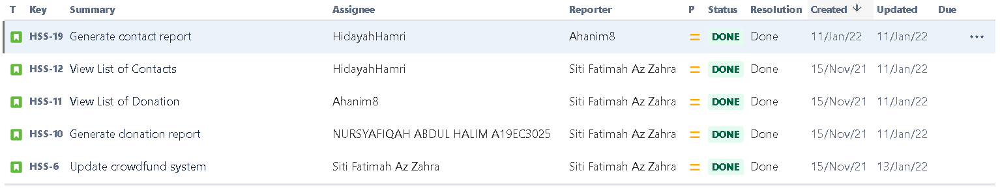 T Key Summary Assignee Reporter P Status Resolution Created Updated Due
HSS-19 Generate contact report HidayahHamri Ahanim8 DONE Done 11/Jan/22 11/Jan/22
HSS-12 View List of Contacts HidayahHamri Siti Fatimah Az Zahra DONE Done 15/Nov/21 11/Jan/22
HSS-11 View List of Donation Ahanim8 Siti Fatimah Az Zahra DONE Done 15/Nov/21 11/Jan/22
HSS-10 Generate donation report NURSYAFIQAH ABDUL HALIM A19EC3025 Siti Fatimah Az Zahra DONE Done 15/Nov/21 11/Jan/22
HSS-6 Update crowdfund system Siti Fatimah Az Zahra Siti Fatimah Az Zahra DONE Done 15/Nov/21 13/Jan/22